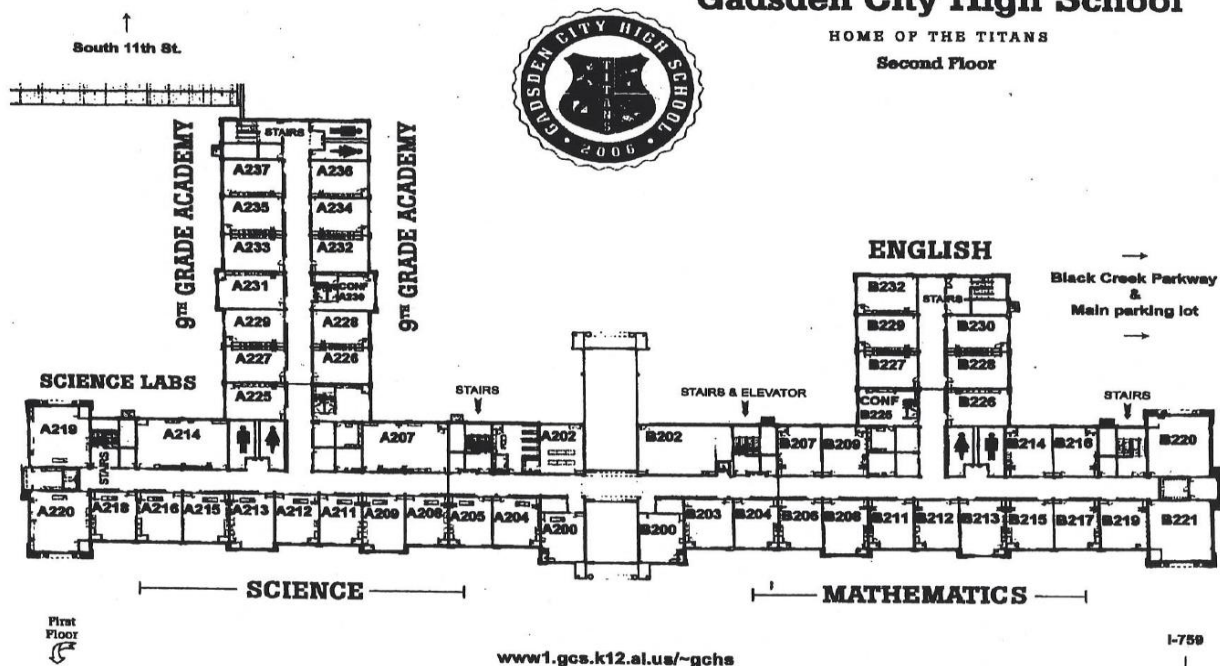 Gadsden City High School
HOME OF THE TITANS
Second Floor
South 11th St.
GADSDEN CITY HIGH SCHOOL
2006
9TH GRADE ACADEMY
9TH GRADE ACADEMY
STAIRS
A237
A236
A235
A234
A233
A232
A231
CONF
A230
A229
A228
A227
A226
A225
ENGLISH
B232
STAIRS
B229
B230
B227
B228
CONF
B225
B226
Black Creek Parkway
&
Main parking lot
SCIENCE LABS
STAIRS
STAIRS & ELEVATOR
STAIRS
A219
STAIRS
A214
A207
A202
B202
B207
B209
B214
B216
B220
A220
A218
A216
A215
A213
A212
A211
A209
A208
A205
A204
A200
B200
B203
B204
B206
B208
B211
B212
B213
B215
B217
B219
B221
SCIENCE
MATHEMATICS
First
Floor
www1.gcs.k12.al.us/~gchs
I-759